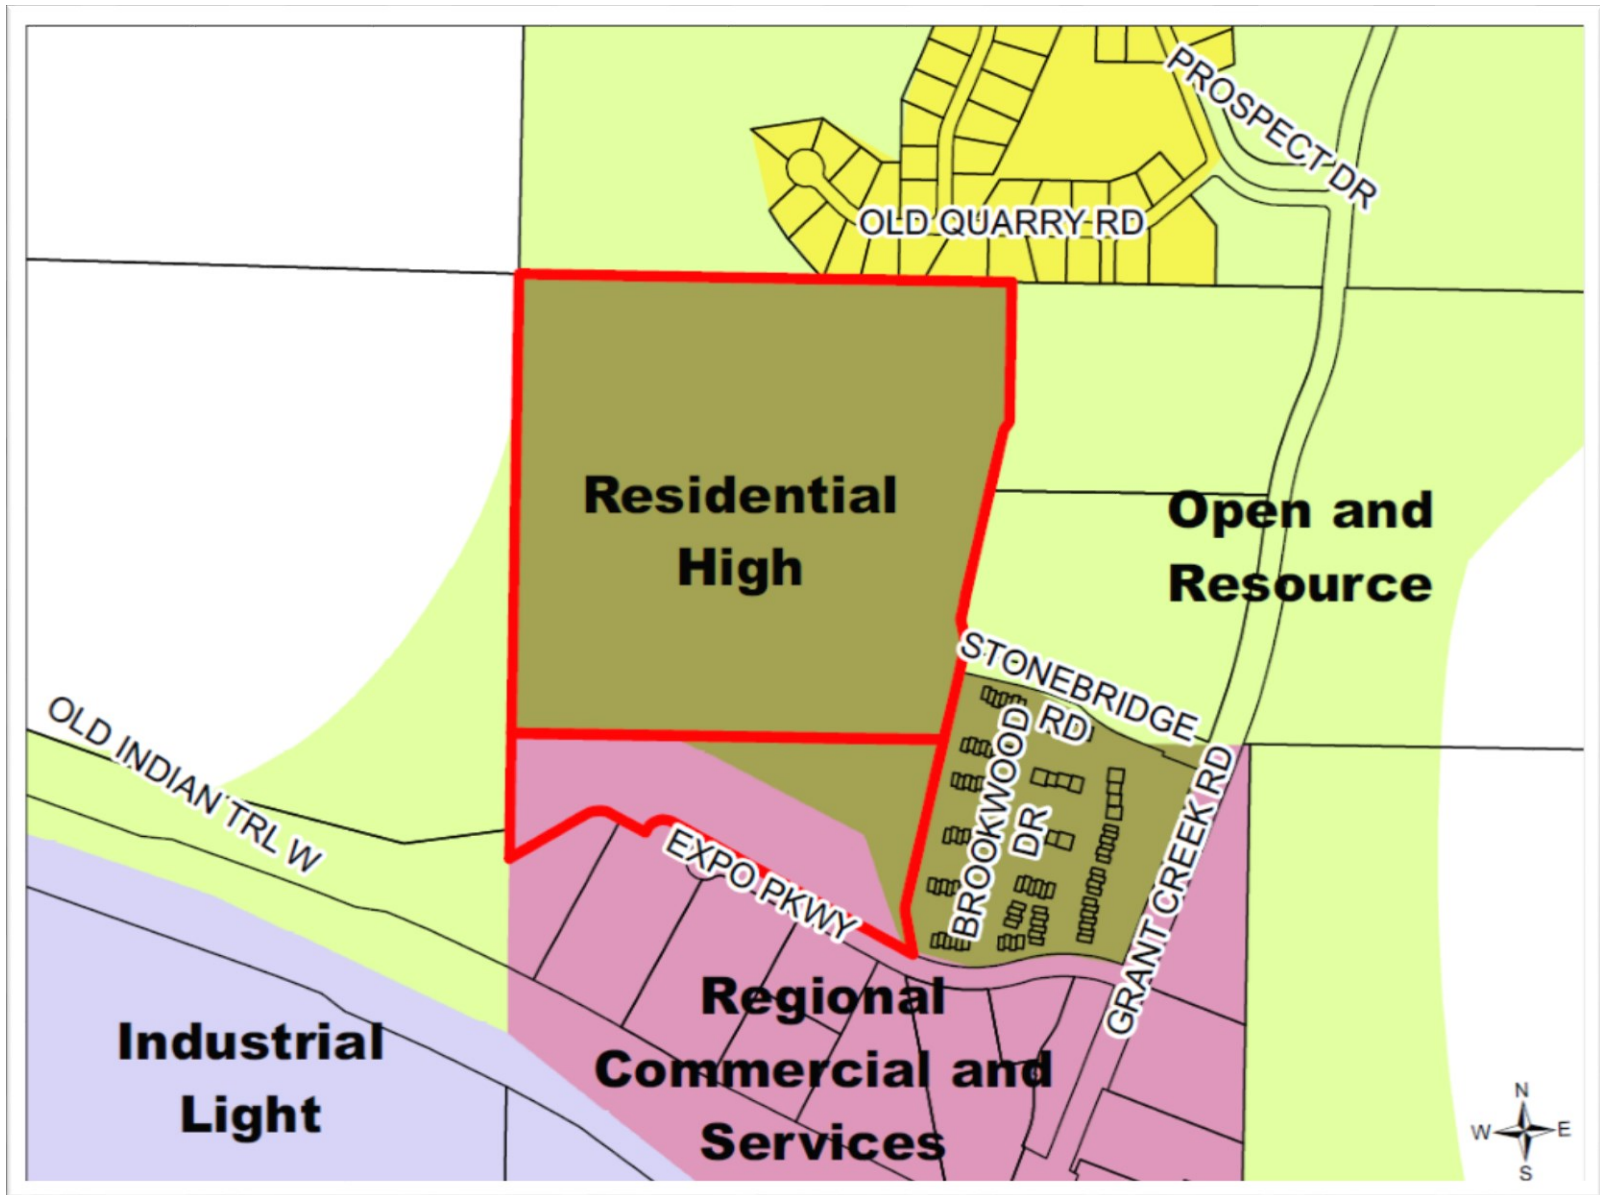 PROSPECT DR
OLD QUARRY RD
Residential
High
Open and
Resource
STONEBRIDGE
RD
OLD INDIAN TRL W
BROOKWOOD
DR
GRANT CREEK RD
EXPO PKWY
Regional
Commercial and
Services
Industrial
Light
N
W
E
S